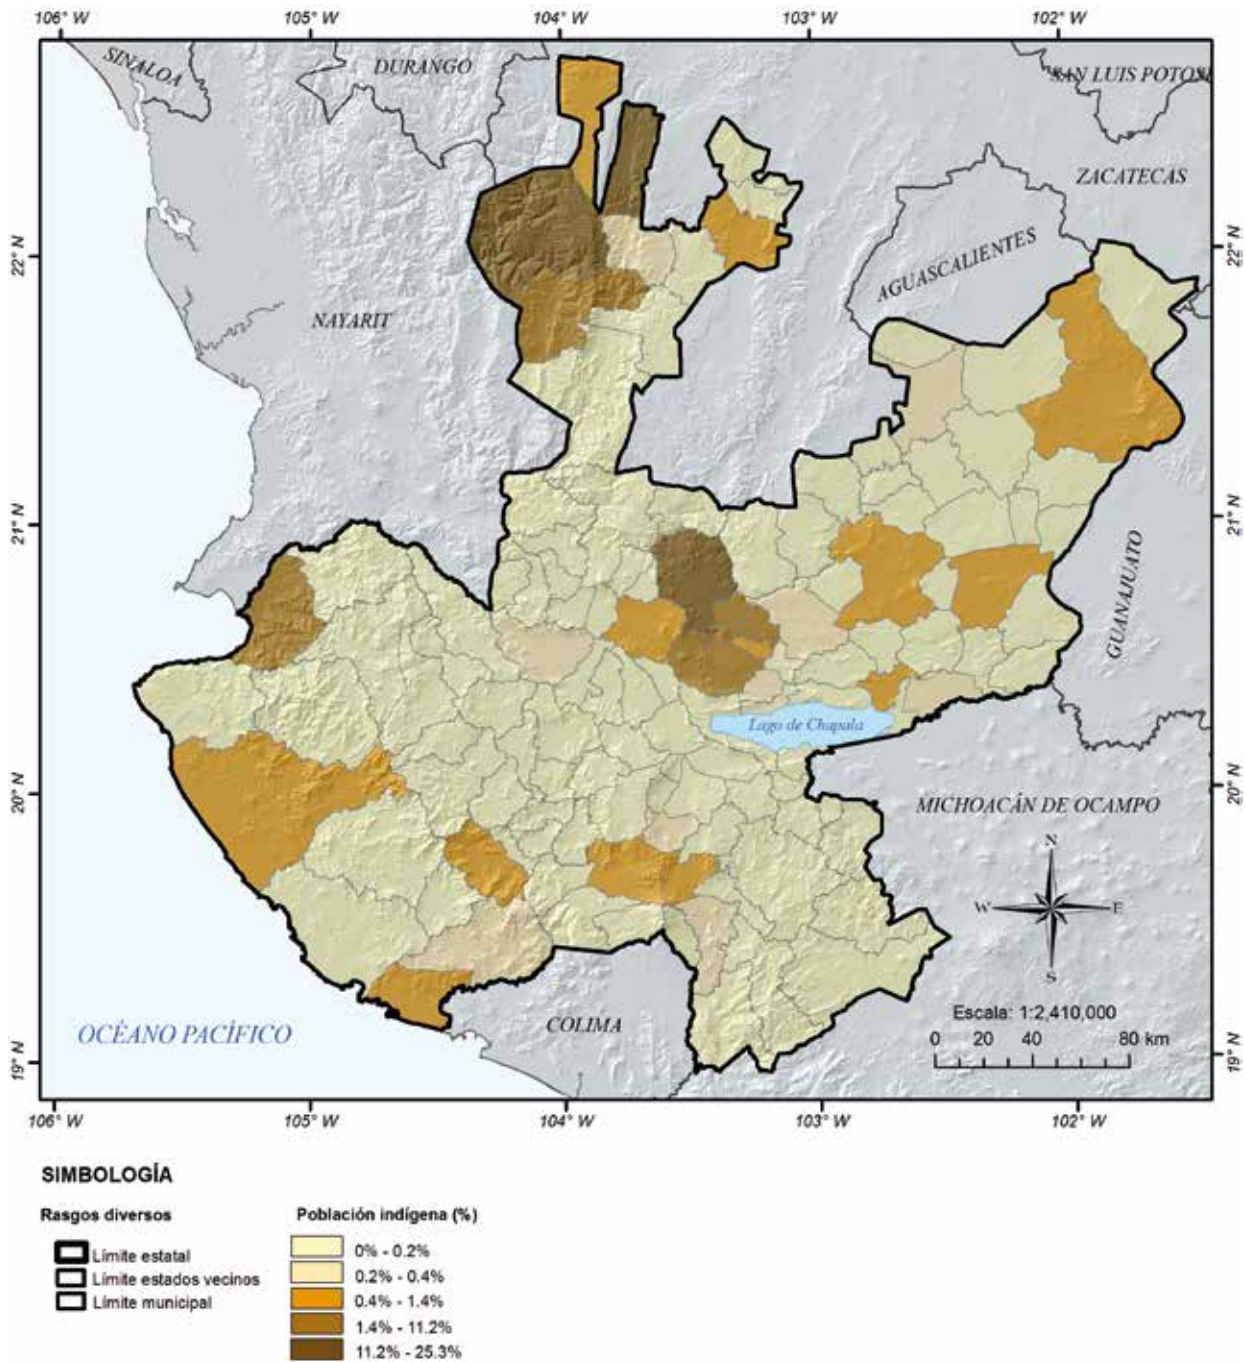 106° W 105° W 104° W 103° W 102° W
SINALOA
DURANGO
SAN LUIS POTOSÍ
ZACATECAS
22° N
22° N
AGUASCALIENTES
NAYARIT
21° N
21° N
GUANAJUATO
Lago de Chapala
20° N
20° N
MICHOACÁN DE OCAMPO
N
W E
S
Escala: 1:2,410,000
0 20 40 80 km
COLIMA
OCÉANO PACÍFICO
19° N
19° N
106° W 105° W 104° W 103° W 102° W
SIMBOLOGÍA
Rasgos diversos
Límite estatal
Límite estados vecinos
Límite municipal
Población indígena (%)
0% - 0.2%
0.2% - 0.4%
0.4% - 1.4%
1.4% - 11.2%
11.2% - 25.3%